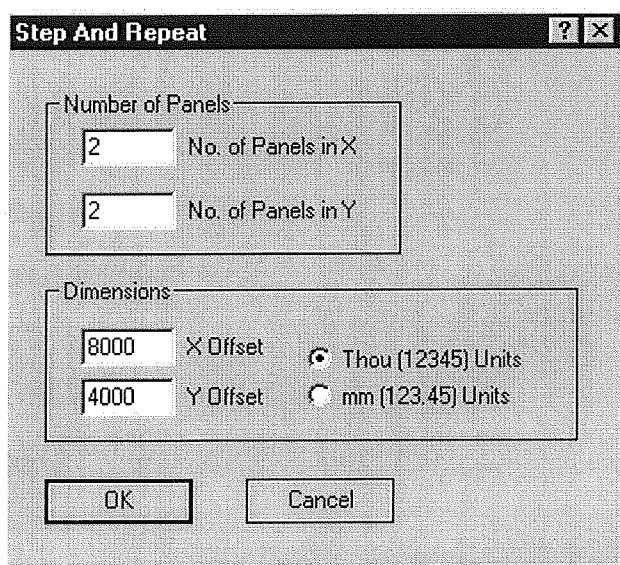 Step And Repeat ? X
Number of Panels
2 No. of Panels in X
2 No. of Panels in Y
Dimensions
8000 X Offset
Thou (12345) Units
4000 Y Offset
mm (123.45) Units
OK Cancel